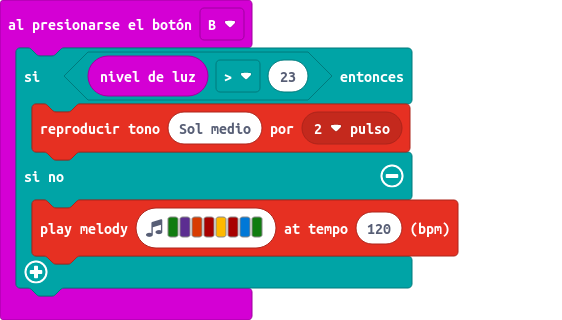 al presionarse el botón B
si nivel de luz > 23 entonces
reproducir tono Sol medio por 2 pulso
si no
play melody at tempo 120 (bpm)